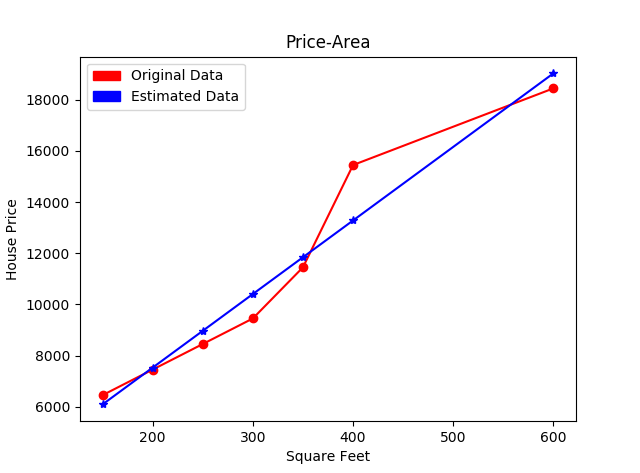 Price-Area
Original Data
Estimated Data
18000
16000
14000
12000
10000
8000
6000
House Price
200
300
400
500
600
Square Feet